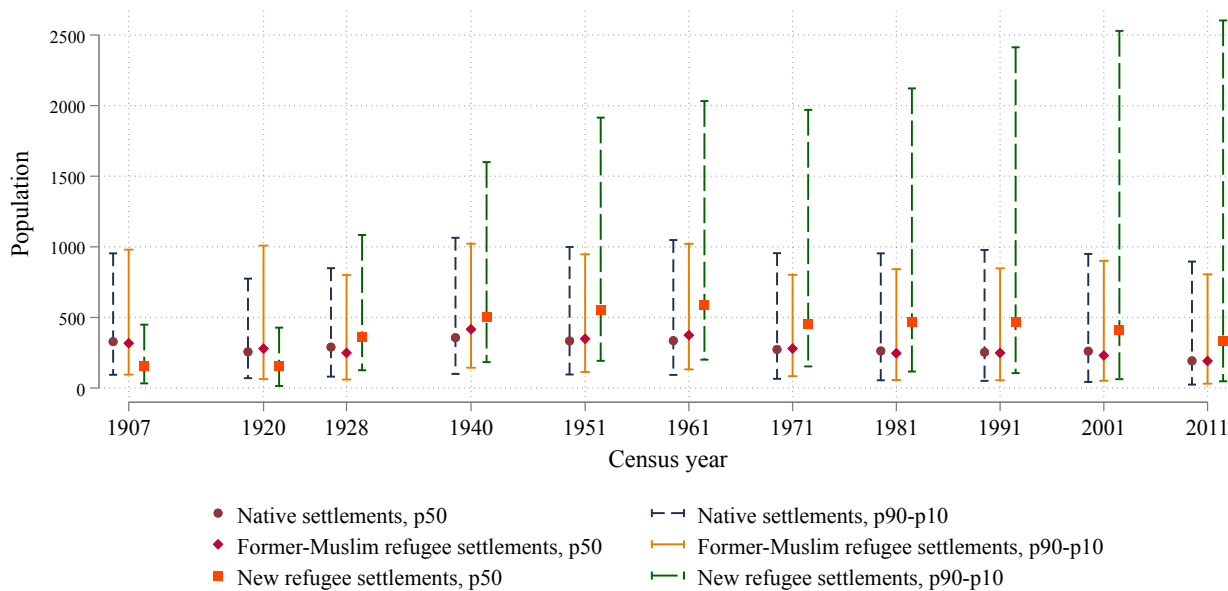 Population
2500
2000
1500
1000
500
0
1907 1920 1928 1940 1951 1961 1971 1981 1991 2001 2011
Census year
Native settlements, p50 Native settlements, p90-p10
Former-Muslim refugee settlements, p50 Former-Muslim refugee settlements, p90-p10
New refugee settlements, p50 New refugee settlements, p90-p10